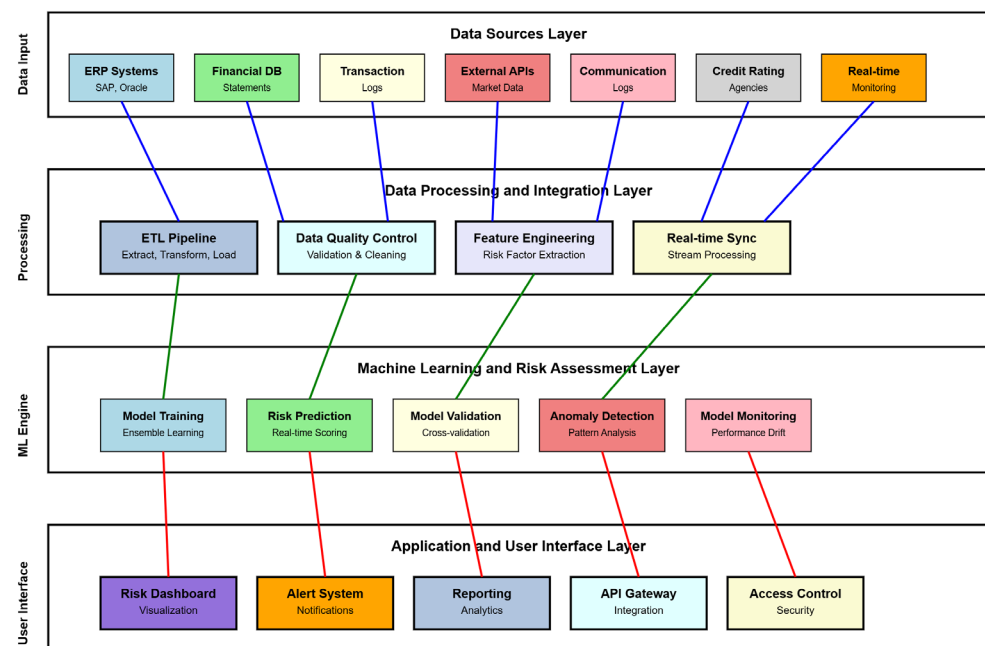 Data Input
Data Sources Layer
ERP Systems
SAP, Oracle
Financial DB
Statements
Transaction
Logs
External APIs
Market Data
Communication
Logs
Credit Rating
Agencies
Real-time
Monitoring
Processing
Data Processing and Integration Layer
ETL Pipeline
Extract, Transform, Load
Data Quality Control
Validation & Cleaning
Feature Engineering
Risk Factor Extraction
Real-time Sync
Stream Processing
ML Engine
Machine Learning and Risk Assessment Layer
Model Training
Ensemble Learning
Risk Prediction
Real-time Scoring
Model Validation
Cross-validation
Anomaly Detection
Pattern Analysis
Model Monitoring
Performance Drift
User Interface
Application and User Interface Layer
Risk Dashboard
Visualization
Alert System
Notifications
Reporting
Analytics
API Gateway
Integration
Access Control
Security